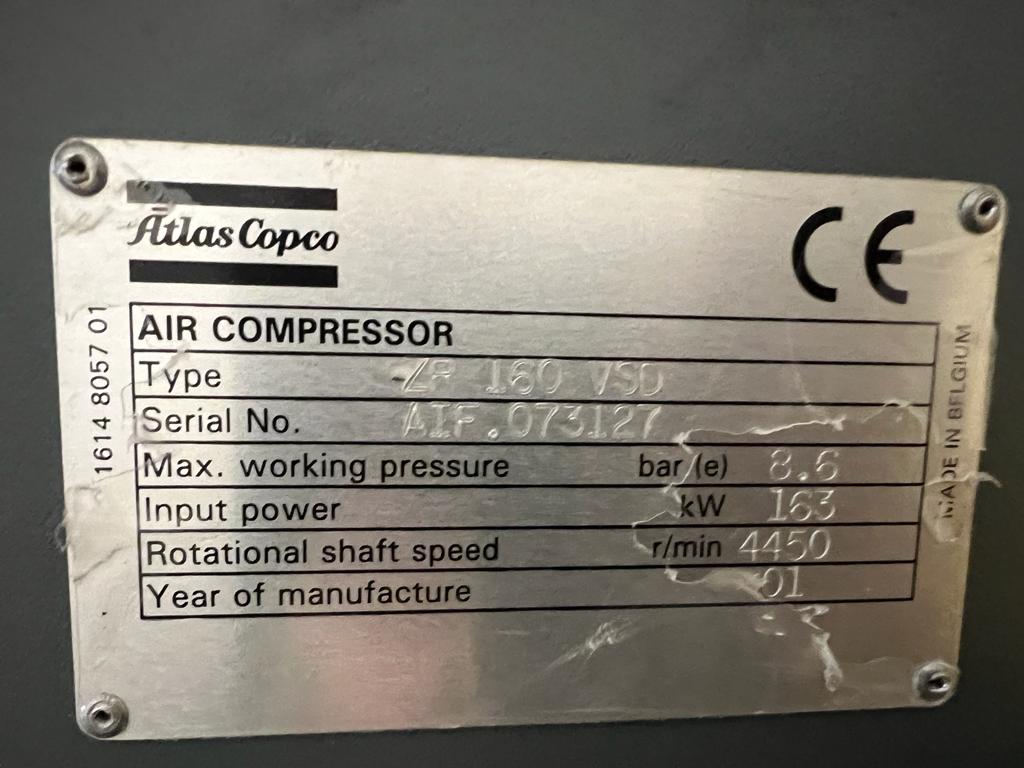 Atlas Copco
CE
1614 8057 01
AIR COMPRESSOR
Type ZR 160 VSD
Serial No. AIF.073127
Max. working pressure bar (e) 8.6
Input power kW 163
Rotational shaft speed r/min 4450
Year of manufacture 01
MADE IN BELGIUM